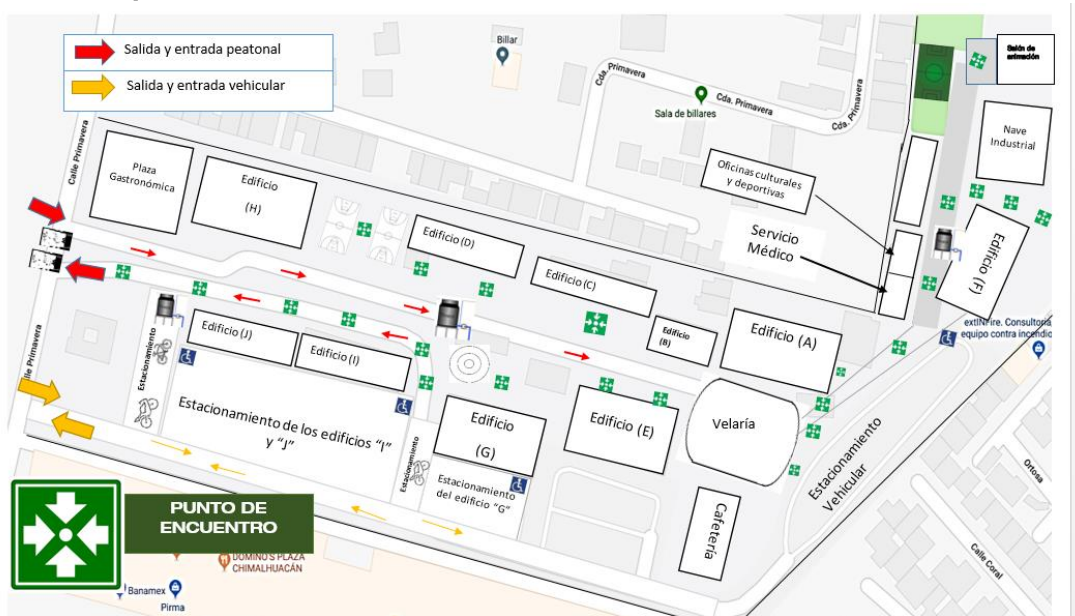 Salida y entrada peatonal
Salida y entrada vehicular
Billar
Cda. Primavera
Cda. Primavera
Cda. Primavera
Sala de billares
Salón de
animación
Nave
Industrial
Calle Primavera
Plaza
Gastronómica
Edificio
(H)
Oficinas culturales
y deportivas
Servicio
Médico
Edificio (D)
Edificio (C)
Edificio
(B)
Edificio (A)
Edificio (F)
extINFire. Consultoría
equipo contra incendio
Edificio (J)
Edificio (I)
Estacionamiento
Calle Primavera
Estacionamiento de los edificios "I"
y "J"
Edificio
(G)
Edificio (E)
Velaría
Estacionamiento
Estacionamiento
del edificio "G"
Estacionamiento
Vehicular
Cafetería
Ortosa
Calle Coral
PUNTO DE
ENCUENTRO
DOMINO'S PLAZA
CHIMALHUACÁN
Banamex
Pirma